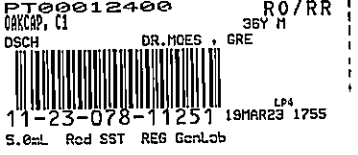 PT00012400 RO/RR
OAKCAP, C1 36Y M
DSCH DR.MOES , GRE
LP4
11-23-078-11251 19MAR23 1755
5.0mL Red SST REG GenLab